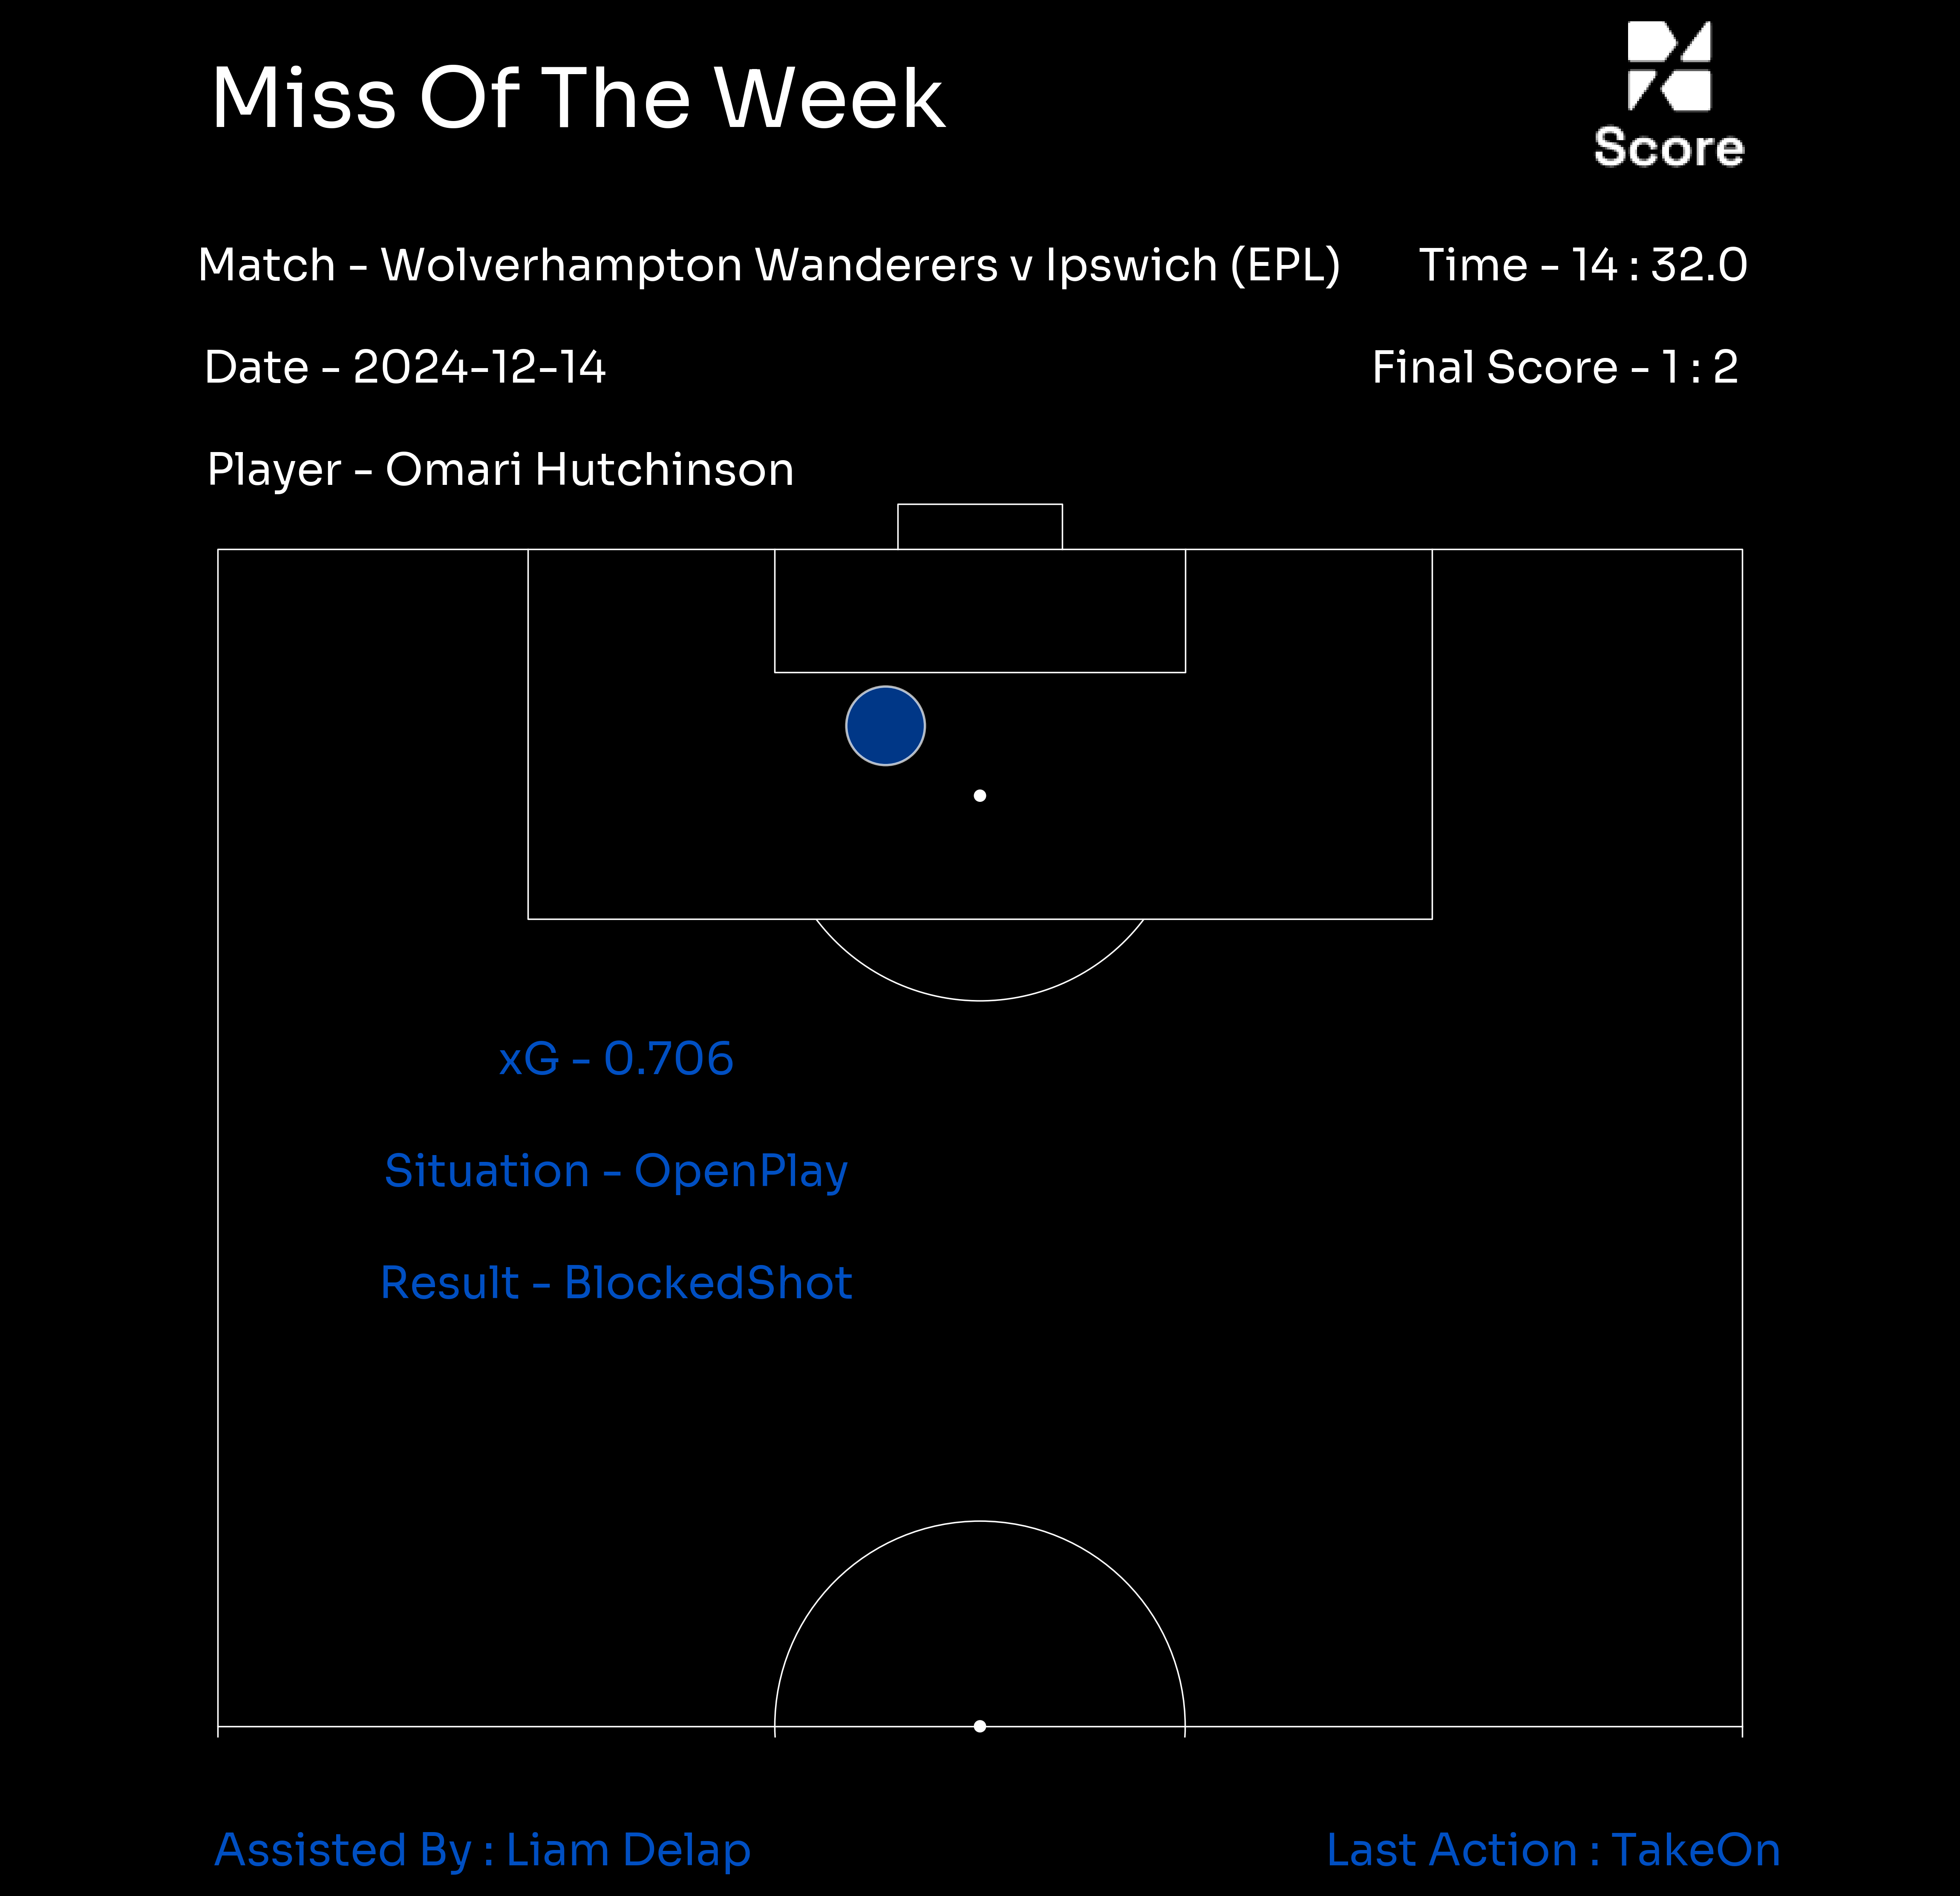 Miss Of The Week
Score
Match - Wolverhampton Wanderers v Ipswich (EPL)
Time - 14 : 32.0
Date - 2024-12-14
Final Score - 1 : 2
Player - Omari Hutchinson
xG - 0.706
Situation - OpenPlay
Result - BlockedShot
Assisted By : Liam Delap
Last Action : TakeOn